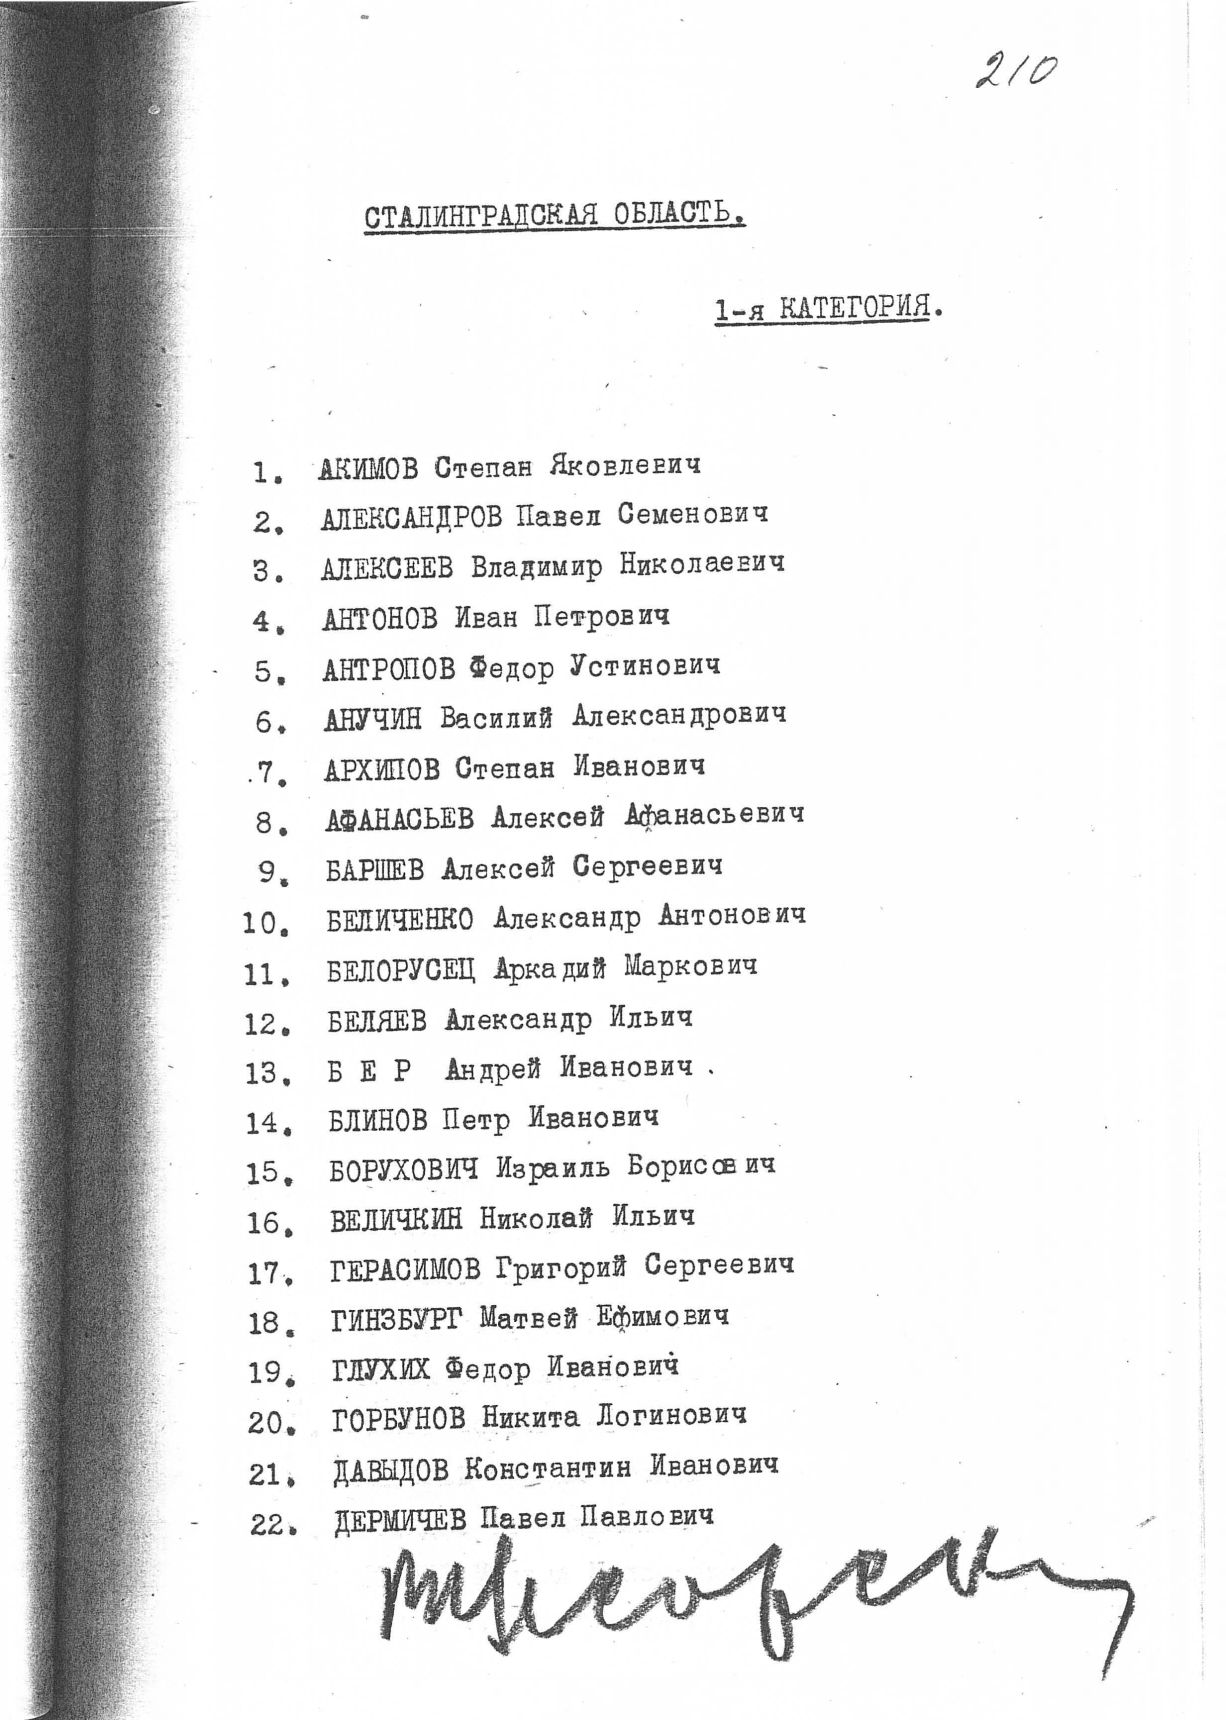 210
СТАЛИНГРАДСКАЯ ОБЛАСТЬ.
1-я КАТЕГОРИЯ.
1. АКИМОВ Степан Яковлевич
2. АЛЕКСАНДРОВ Павел Семенович
3. АЛЕКСЕЕВ Владимир Николаевич
4. АНТОНОВ Иван Петрович
5. АНТРОПОВ Федор Устинович
6. АНУЧИН Василий Александрович
7. АРХИПОВ Степан Иванович
8. АФАНАСЬЕВ Алексей Афанасьевич
9. БАРШЕВ Алексей Сергеевич
10. БЕЛИЧЕНКО Александр Антонович
11. БЕЛОРУСЕЦ Аркадий Маркович
12. БЕЛЯЕВ Александр Ильич
13. Б Е Р Андрей Иванович.
14. БЛИНОВ Петр Иванович
15. БОРУХОВИЧ Израиль Борисович
16. ВЕЛИЧКИН Николай Ильич
17. ГЕРАСИМОВ Григорий Сергеевич
18. ГИНЗБУРГ Матвей Ефимович
19. ГЛУХИХ Федор Иванович
20. ГОРБУНОВ Никита Логинович
21. ДАВЫДОВ Константин Иванович
22. ДЕРМИЧЕВ Павел Павлович